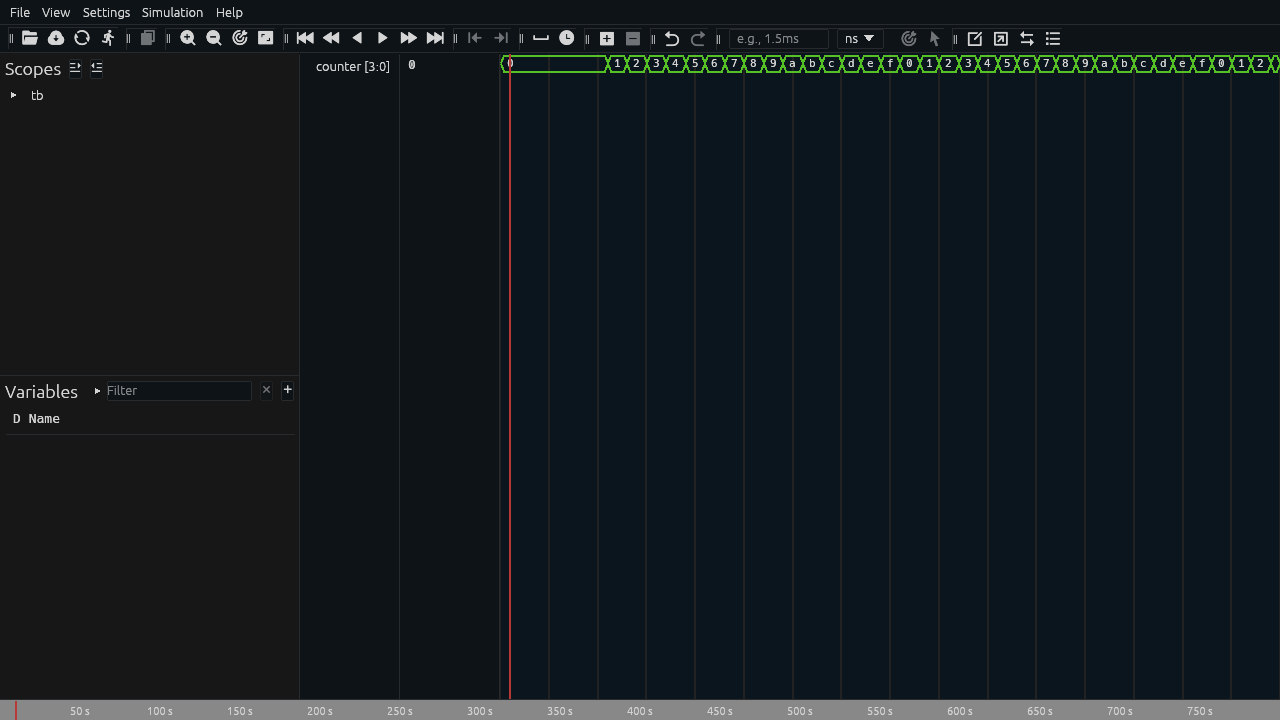 File View Settings Simulation Help
e.g., 1.5ms ns
Scopes
tb
counter [3:0] 0 0 1 2 3 4 5 6 7 8 9 a b c d e f 0 1 2 3 4 5 6 7 8 9 a b c d e f 0 1 2
Variables Filter
D Name
50 s 100 s 150 s 200 s 250 s 300 s 350 s 400 s 450 s 500 s 550 s 600 s 650 s 700 s 750 s